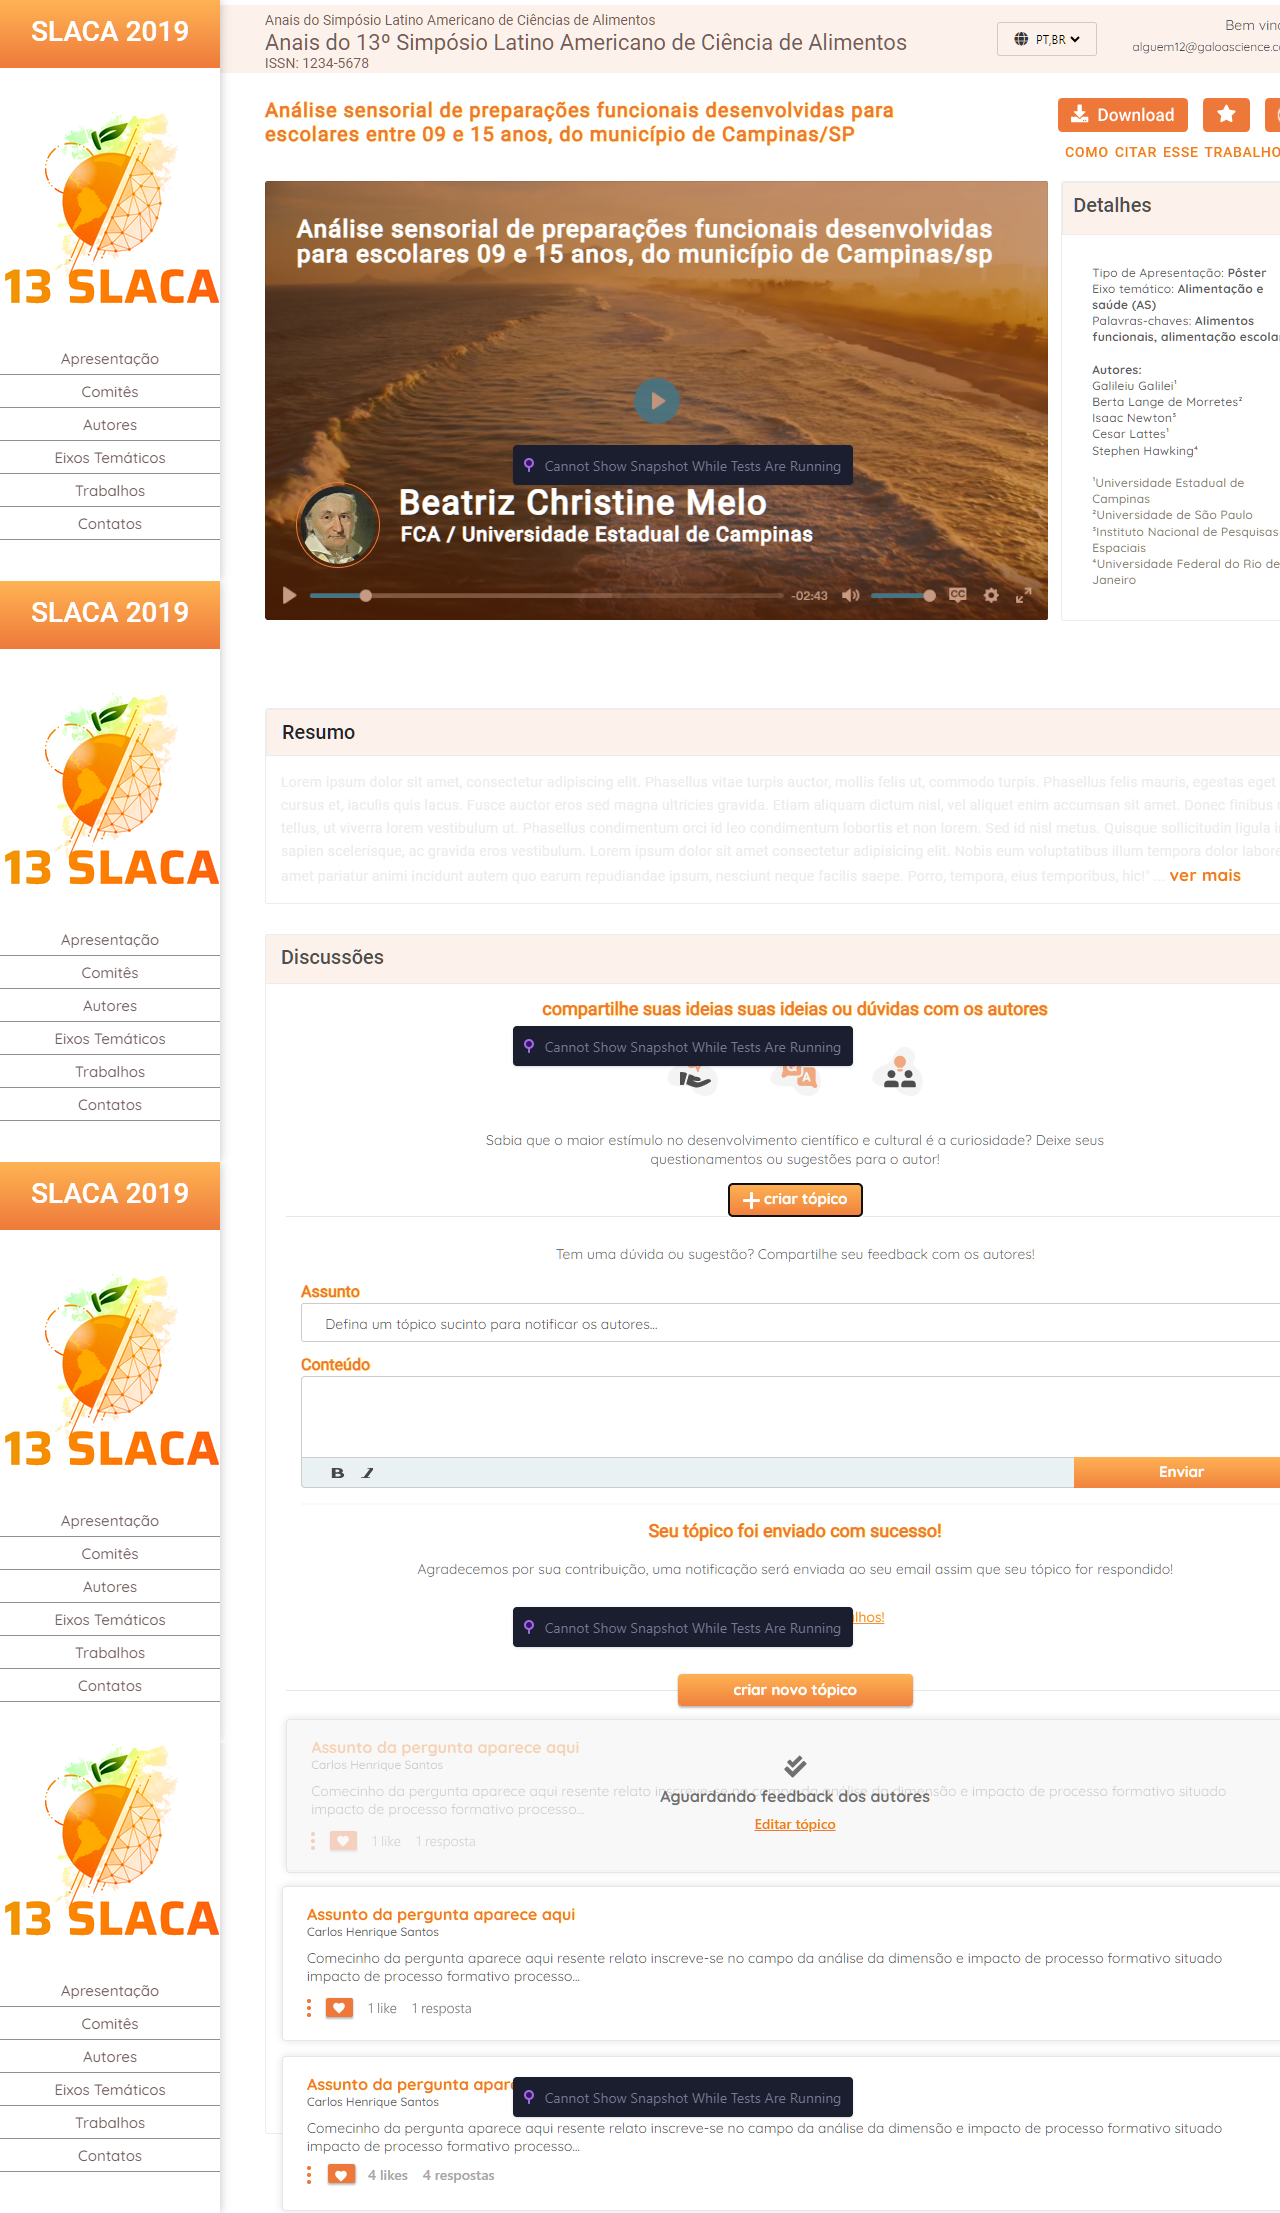 SLACA 2019
13 SLACA
Apresentação
Comitês
Autores
Eixos Temáticos
Trabalhos
Contatos
SLACA 2019
13 SLACA
Apresentação
Comitês
Autores
Eixos Temáticos
Trabalhos
Contatos
SLACA 2019
13 SLACA
Apresentação
Comitês
Autores
Eixos Temáticos
Trabalhos
Contatos
13 SLACA
Apresentação
Comitês
Autores
Eixos Temáticos
Trabalhos
Contatos
Anais do Simpósio Latino Americano de Ciências de Alimentos
Anais do 13º Simpósio Latino Americano de Ciência de Alimentos
ISSN: 1234-5678
PT,BR
Bem vin
alguem12@galoascience.c
Análise sensorial de preparações funcionais desenvolvidas para
escolares entre 09 e 15 anos, do município de Campinas/SP
Download
COMO CITAR ESSE TRABALHO
Análise sensorial de preparações funcionais desenvolvidas
para escolares 09 e 15 anos, do município de Campinas/sp
Cannot Show Snapshot While Tests Are Running
Beatriz Christine Melo
FCA / Universidade Estadual de Campinas
-02:43
CC
Detalhes
Tipo de Apresentação: Pôster
Eixo temático: Alimentação e
saúde (AS)
Palavras-chaves: Alimentos
funcionais, alimentação escola
Autores:
Galileiu Galilei¹
Berta Lange de Morretes²
Isaac Newton³
Cesar Lattes¹
Stephen Hawking⁴
¹Universidade Estadual de
Campinas
²Universidade de São Paulo
³Instituto Nacional de Pesquisas
Espaciais
⁴Universidade Federal do Rio de
Janeiro
Resumo
Lorem ipsum dolor sit amet, consectetur adipiscing elit. Phasellus vitae turpis auctor, mollis felis ut, commodo turpis. Phasellus felis mauris, egestas eget
cursus et, iaculis quis lacus. Fusce auctor eros sed magna ultricies gravida. Etiam aliquam dictum nisl, vel aliquet enim accumsan sit amet. Donec finibus
tellus, ut viverra lorem vestibulum ut. Phasellus condimentum orci id leo condimentum lobortis et non lorem. Sed id nisl metus. Quisque sollicitudin ligula i
sapien scelerisque, ac gravida eros vestibulum. Lorem ipsum dolor sit amet consectetur adipisicing elit. Nobis eum voluptatibus illum tempora dolor labore
amet pariatur animi incidunt autem quo earum repudiandae ipsum, nesciunt neque facilis saepe. Porro, tempora, eius temporibus, hic!" ... ver mais
Discussões
compartilhe suas ideias suas ideias ou dúvidas com os autores
Cannot Show Snapshot While Tests Are Running
A
Sabia que o maior estímulo no desenvolvimento científico e cultural é a curiosidade? Deixe seus
questionamentos ou sugestões para o autor!
criar tópico
Tem uma dúvida ou sugestão? Compartilhe seu feedback com os autores!
Assunto
Defina um tópico sucinto para notificar os autores...
Conteúdo
B I
Enviar
Seu tópico foi enviado com sucesso!
Agradecemos por sua contribuição, uma notificação será enviada ao seu email assim que seu tópico for respondido!
Cannot Show Snapshot While Tests Are Running
lhos!
criar novo tópico
Assunto da pergunta aparece aqui
Carlos Henrique Santos
Comecinho da pergunta aparece aqui resente relato inscreve-se no campo da análise da dimensão e impacto de processo formativo situado
impacto de processo formativo processo...
Aguardando feedback dos autores
Editar tópico
1 like 1 resposta
Assunto da pergunta aparece aqui
Carlos Henrique Santos
Comecinho da pergunta aparece aqui resente relato inscreve-se no campo da análise da dimensão e impacto de processo formativo situado
impacto de processo formativo processo...
1 like 1 resposta
Assunto da pergunta apar
Cannot Show Snapshot While Tests Are Running
Carlos Henrique Santos
Comecinho da pergunta aparece aqui resente relato inscreve-se no campo da análise da dimensão e impacto de processo formativo situado
impacto de processo formativo processo...
4 likes 4 respostas